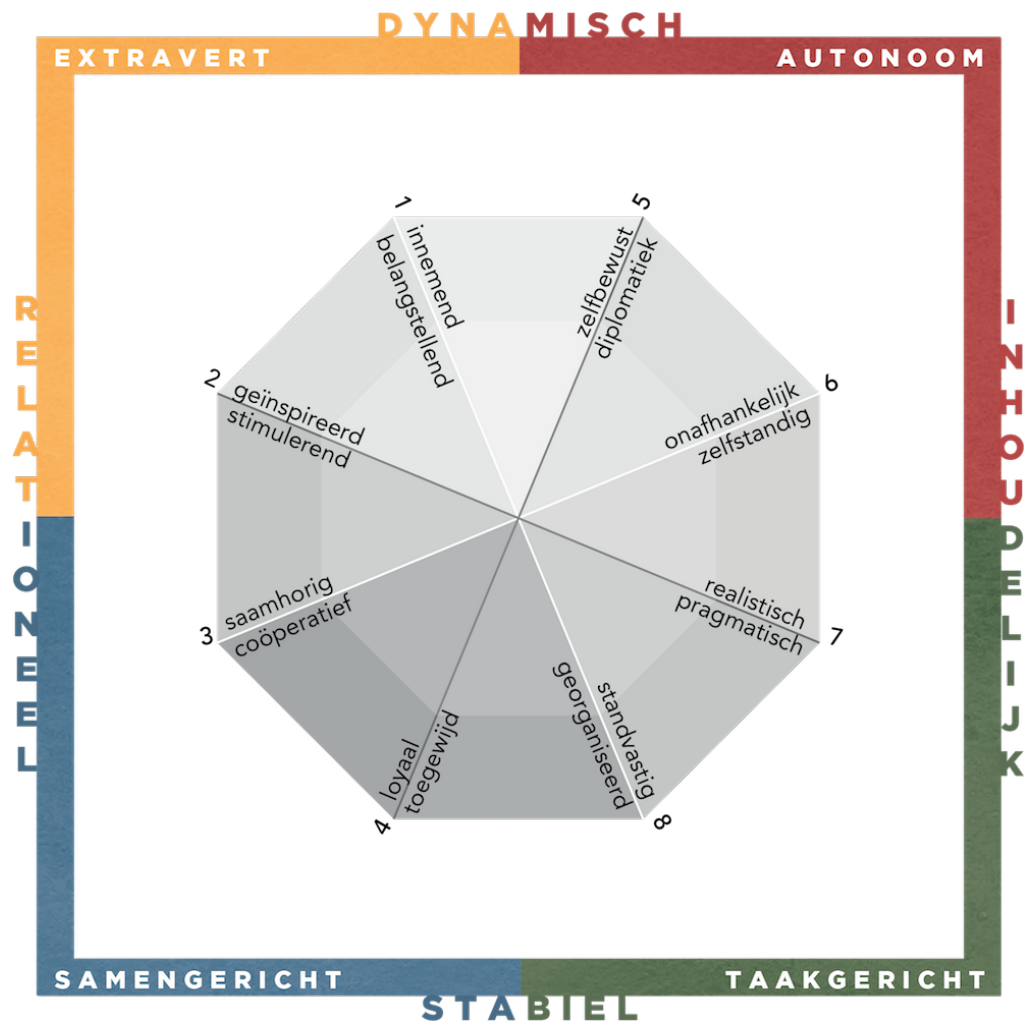 DYNAMISCH
EXTRAVERT
AUTONOOM
RELATIONEEL
INHOUDELIJK
1
innemend
belangstellend
5
zelfbewust
diplomatiek
2
geïnspireerd
stimulerend
6
onafhankelijk
zelfstandig
3
saamhorig
coöperatief
7
realistisch
pragmatisch
4
loyaal
toegewijd
8
standvastig
georganiseerd
SAMENGERICHT
TAAKGERICHT
STABIEL